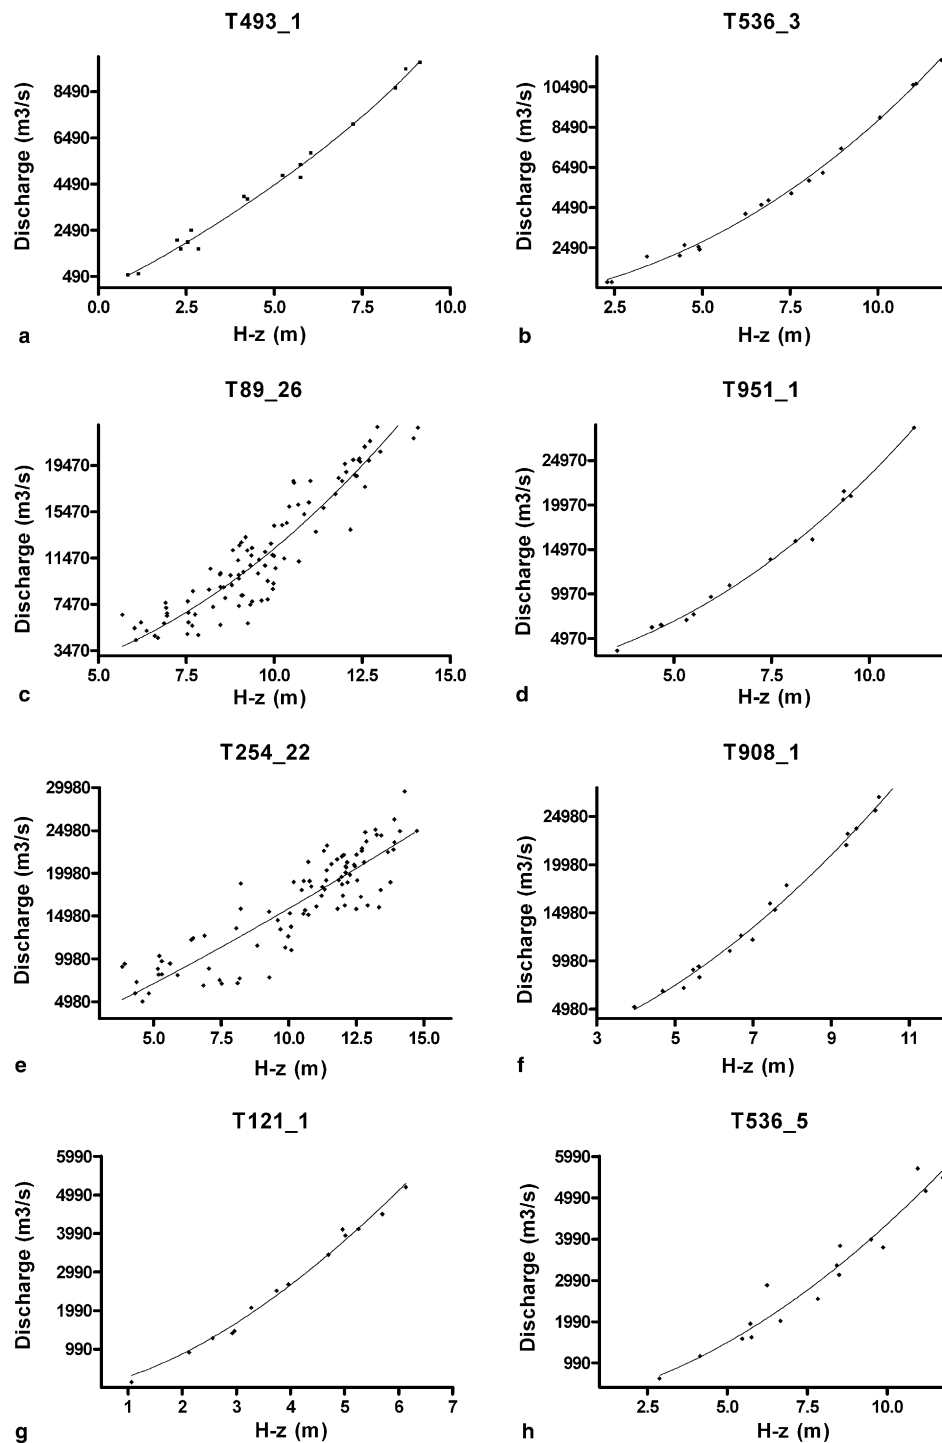 T493_1
Discharge (m3/s)
8490
6490
4490
2490
490
0.0 2.5 5.0 7.5 10.0
H-z (m)
a
T536_3
Discharge (m3/s)
10490
8490
6490
4490
2490
2.5 5.0 7.5 10.0
H-z (m)
b
T89_26
Discharge (m3/s)
19470
15470
11470
7470
3470
5.0 7.5 10.0 12.5 15.0
H-z (m)
c
T951_1
Discharge (m3/s)
24970
19970
14970
9970
4970
5.0 7.5 10.0
H-z (m)
d
T254_22
Discharge (m3/s)
29980
24980
19980
14980
9980
4980
5.0 7.5 10.0 12.5 15.0
H-z (m)
e
T908_1
Discharge (m3/s)
24980
19980
14980
9980
4980
3 5 7 9 11
H-z (m)
f
T121_1
Discharge (m3/s)
5990
4990
3990
2990
1990
990
1 2 3 4 5 6 7
H-z (m)
g
T536_5
Discharge (m3/s)
5990
4990
3990
2990
1990
990
2.5 5.0 7.5 10.0
H-z (m)
h